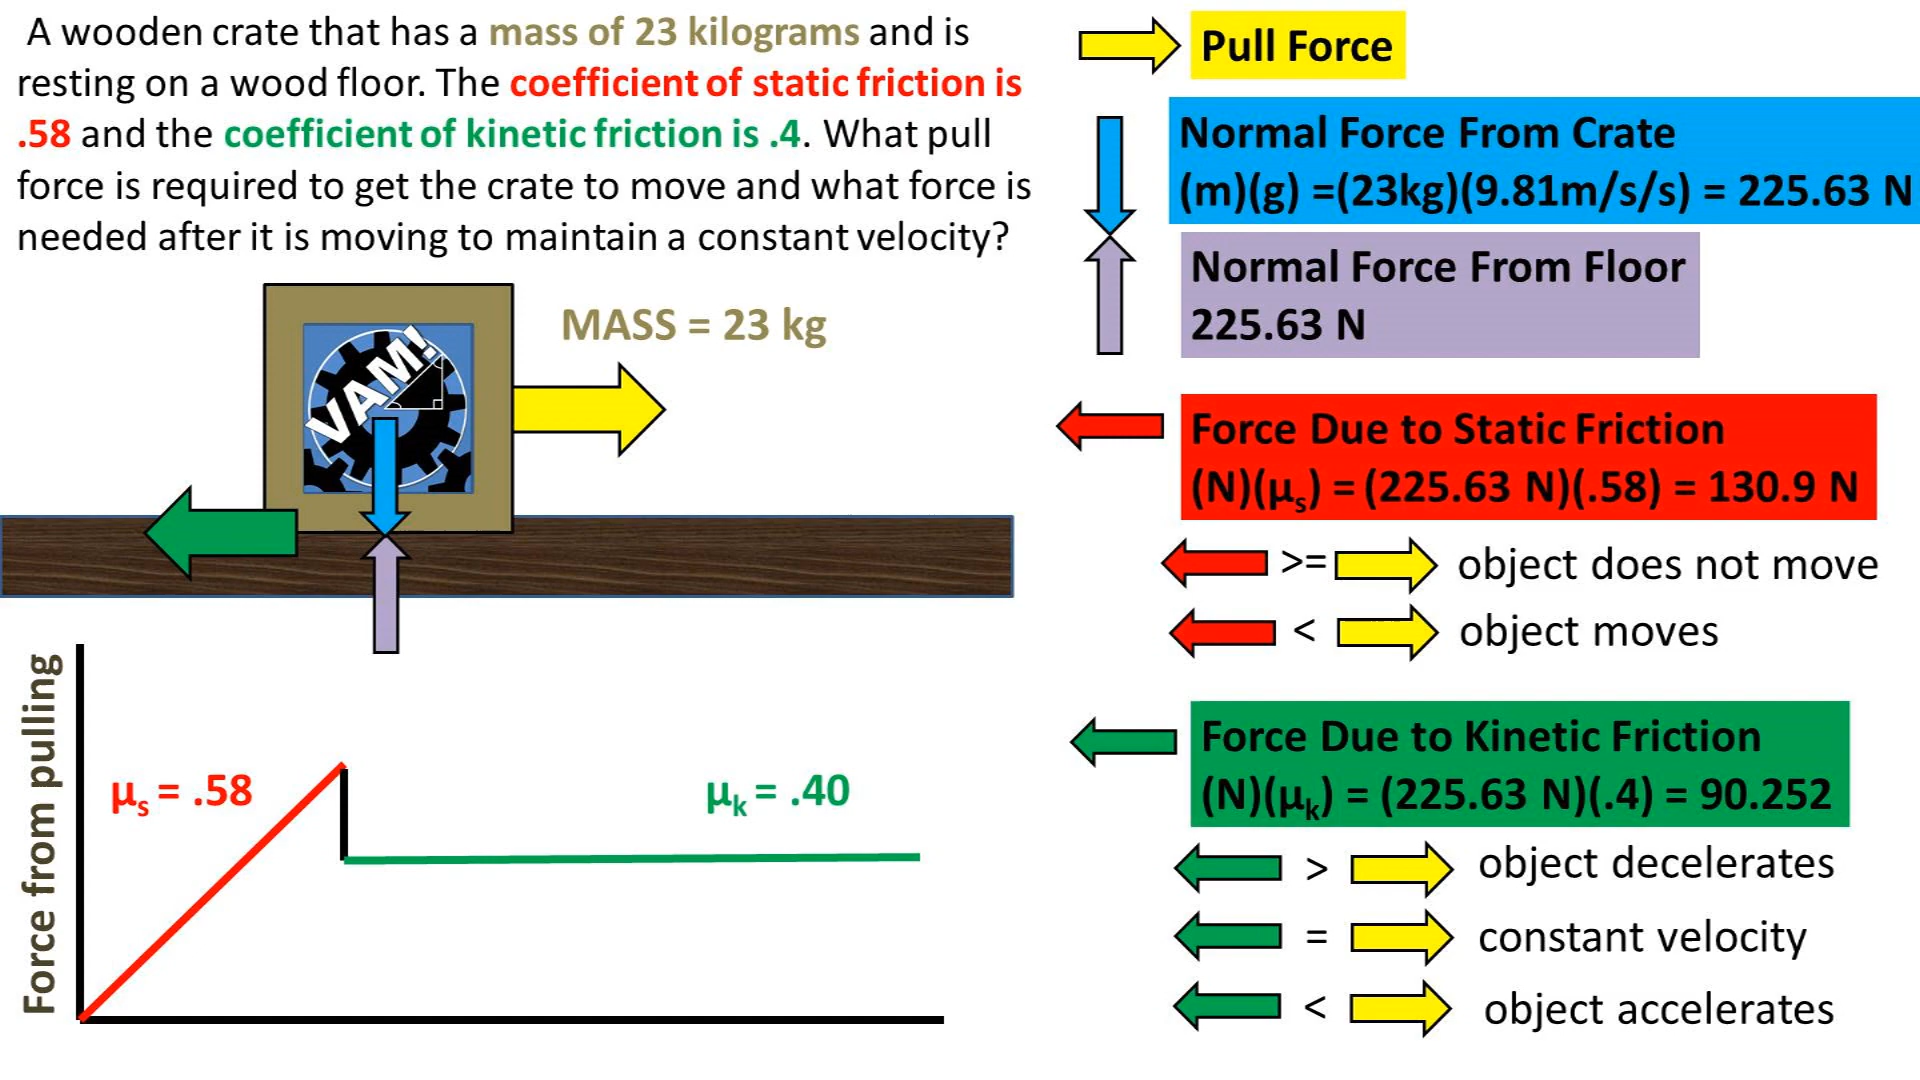 A wooden crate that has a mass of 23 kilograms and is
resting on a wood floor. The coefficient of static friction is
.58 and the coefficient of kinetic friction is .4. What pull
force is required to get the crate to move and what force is
needed after it is moving to maintain a constant velocity?
MASS = 23 kg
VAM!
Force from pulling
μs = .58
μk = .40
Pull Force
Normal Force From Crate
(m)(g) =(23kg)(9.81m/s/s) = 225.63 N
Normal Force From Floor
225.63 N
Force Due to Static Friction
(N)(μs) = (225.63 N)(.58) = 130.9 N
>= object does not move
< object moves
Force Due to Kinetic Friction
(N)(μk) = (225.63 N)(.4) = 90.252
> object decelerates
= constant velocity
< object accelerates